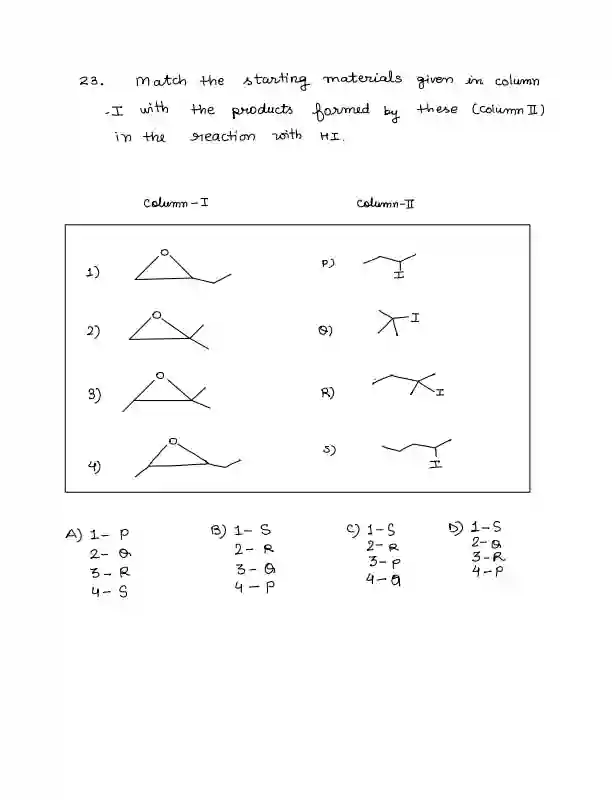 23. Match the starting materials given in column
-I with the products formed by these (column II)
in the reaction with HI.
Column-I Column-II
1) O P) I
2) O Q) I
3) O R) I
4) O S) I
A) 1- P B) 1- S C) 1-S D) 1-S
2- Q 2- R 2- R 2-Q
3- R 3- Q 3- P 3-R
4- S 4- P 4- Q 4-P